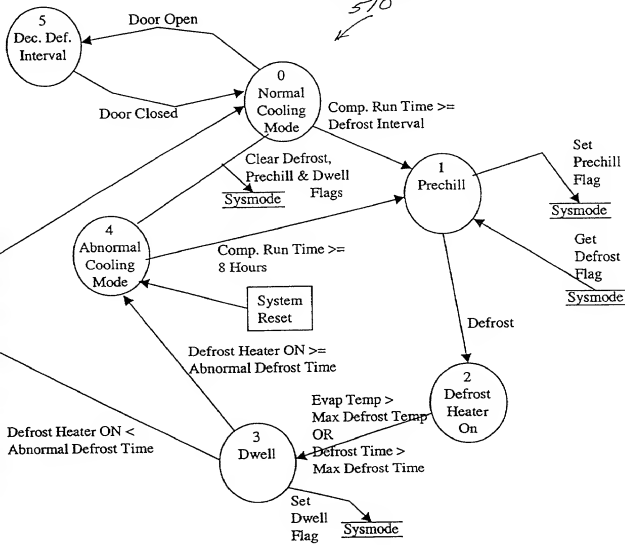 510
5
Dec. Def.
Interval
Door Open
Door Closed
0
Normal
Cooling
Mode
Comp. Run Time >=
Defrost Interval
Clear Defrost,
Prechill & Dwell
Flags
Sysmode
1
Prechill
Set
Prechill
Flag
Sysmode
Get
Defrost
Flag
Sysmode
4
Abnormal
Cooling
Mode
Comp. Run Time >=
8 Hours
System
Reset
Defrost
Defrost Heater ON >=
Abnormal Defrost Time
2
Defrost
Heater
On
Evap Temp >
Max Defrost Temp
OR
Defrost Time >
Max Defrost Time
Defrost Heater ON <
Abnormal Defrost Time
3
Dwell
Set
Dwell
Flag
Sysmode